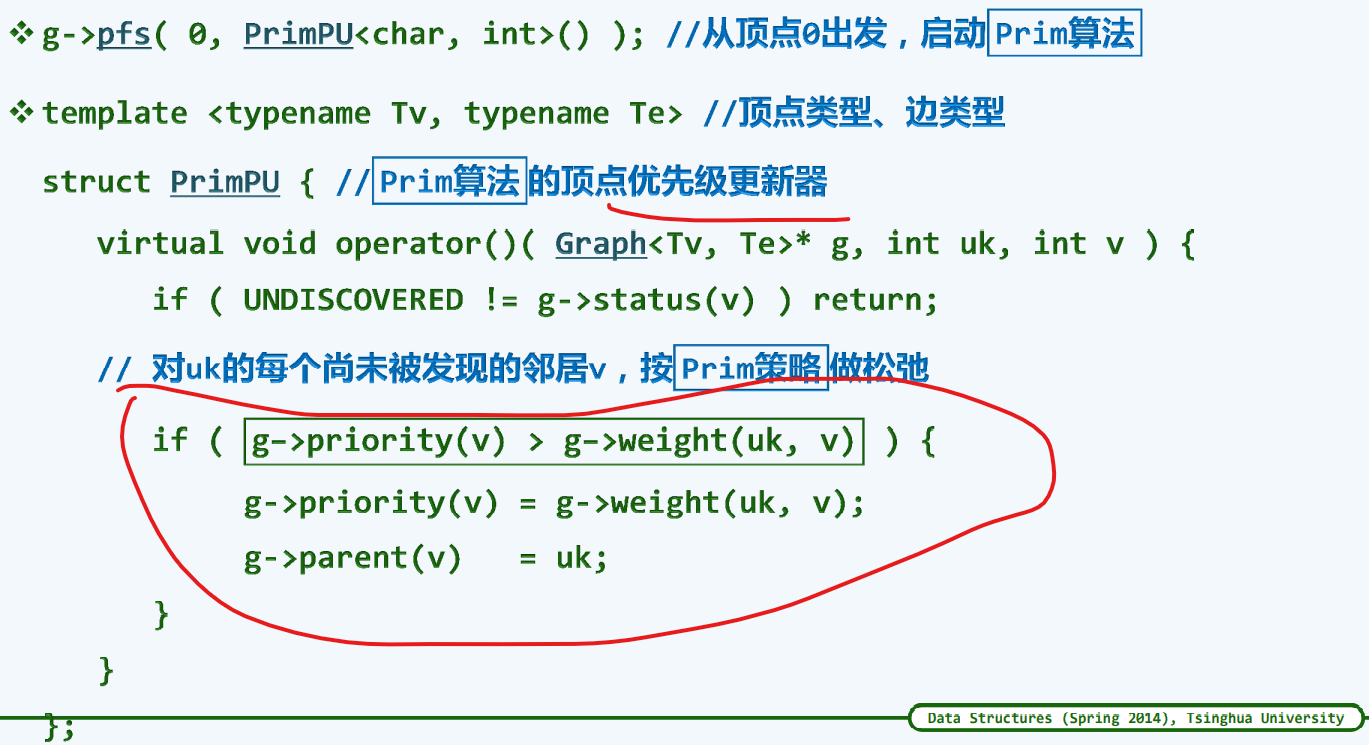 ❖ g->pfs( 0, PrimPU<char, int>() ); //从顶点0出发，启动Prim算法
❖ template <typename Tv, typename Te> //顶点类型、边类型
struct PrimPU { //Prim算法的顶点优先级更新器
virtual void operator()( Graph<Tv, Te>* g, int uk, int v ) {
if ( UNDISCOVERED != g->status(v) ) return;
// 对uk的每个尚未被发现的邻居v，按Prim策略做松弛
if ( g->priority(v) > g->weight(uk, v) ) {
g->priority(v) = g->weight(uk, v);
g->parent(v) = uk;
}
}
};
Data Structures (Spring 2014), Tsinghua University